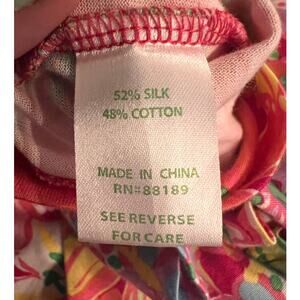 52% SILK
48% COTTON
MADE IN CHINA
RN#88189
SEE REVERSE
FOR CARE